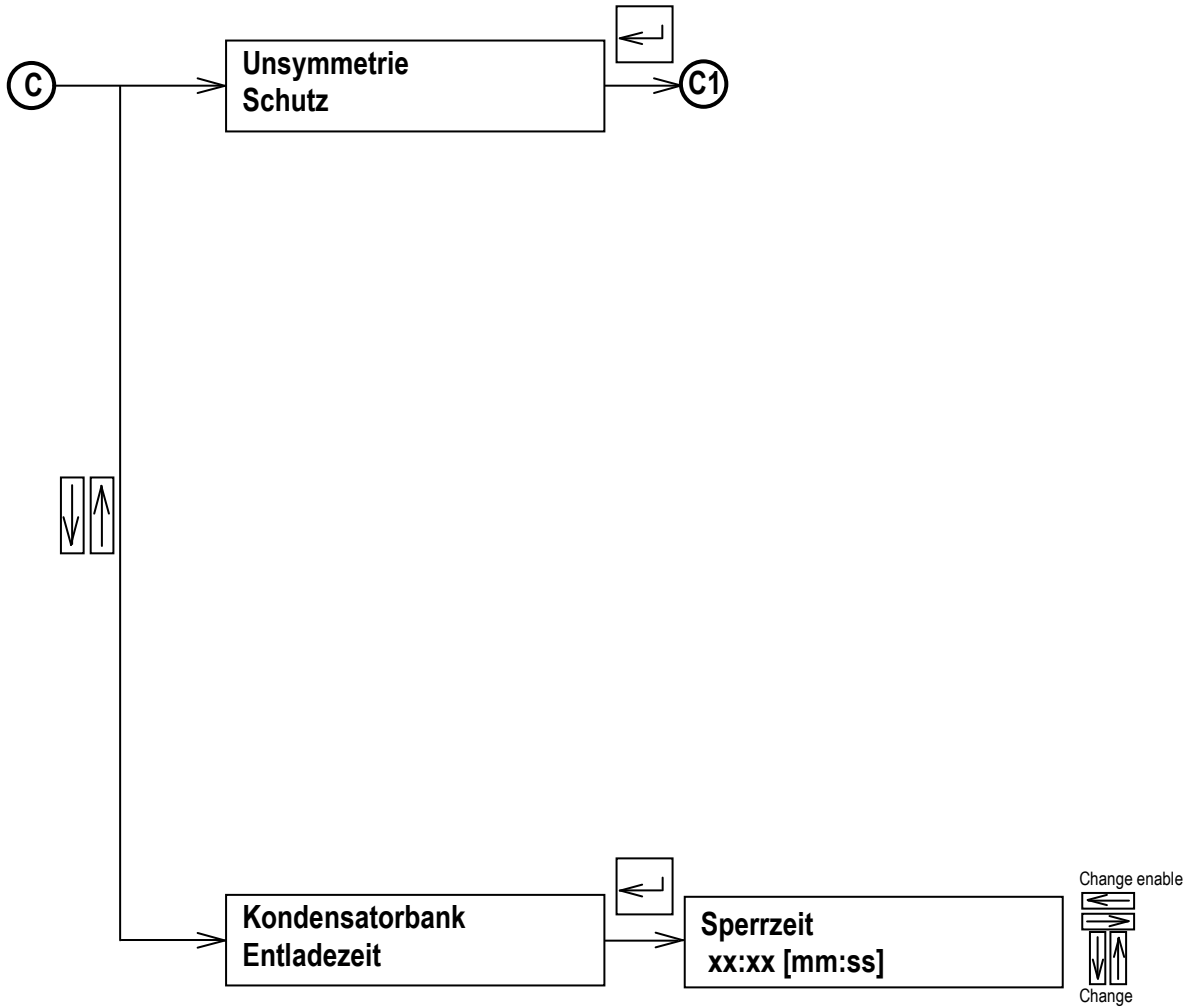 C
Unsymmetrie
Schutz
C1
Kondensatorbank
Entladezeit
Sperrzeit
xx:xx [mm:ss]
Change enable
Change